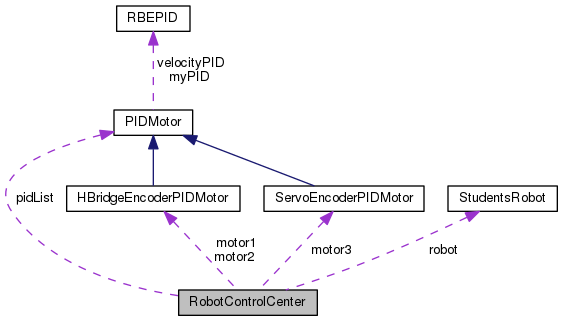 RBEPID
velocityPID
myPID
PIDMotor
pidList
HBridgeEncoderPIDMotor
ServoEncoderPIDMotor
StudentsRobot
motor1
motor2
motor3
robot
RobotControlCenter